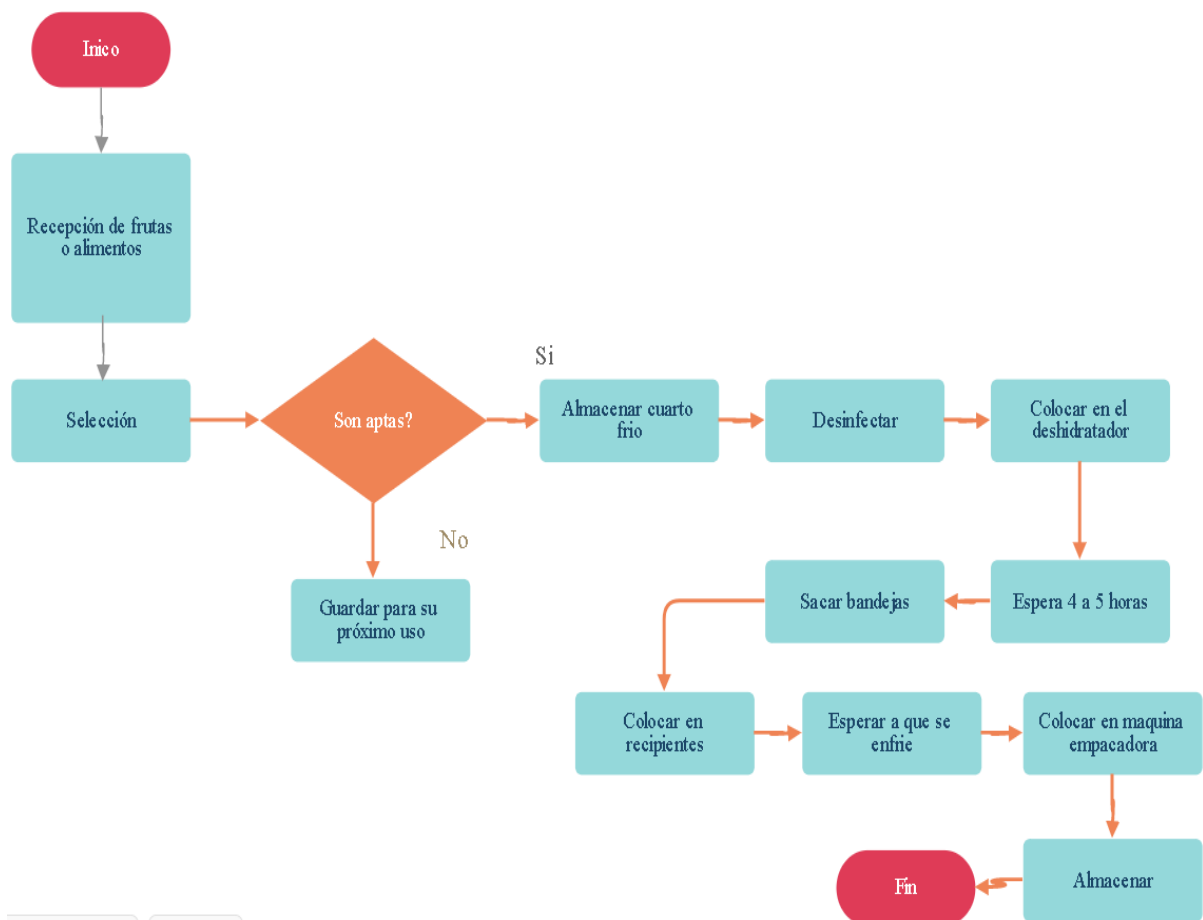 Inico
Recepción de frutas
o alimentos
Selección
Son aptas?
Si
No
Guardar para su
próximo uso
Almacenar cuarto
frio
Desinfectar
Colocar en el
deshidratador
Espera 4 a 5 horas
Sacar bandejas
Colocar en
recipientes
Esperar a que se
enfrie
Colocar en maquina
empacadora
Almacenar
Fin